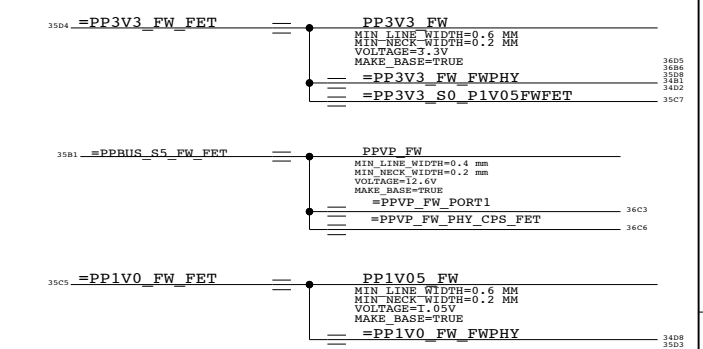 35D4 =PP3V3_FW_FET PP3V3_FW
MIN_LINE_WIDTH=0.6 MM
MIN_NECK_WIDTH=0.2 MM
VOLTAGE=3.3V
MAKE_BASE=TRUE
36D5
36B6
35D8
=PP3V3_FW_FWPHY 34B1
34D2
=PP3V3_S0_P1V05FWFET 35C7
35B1 =PPBUS_S5_FW_FET PPVP_FW
MIN_LINE_WIDTH=0.4 mm
MIN_NECK_WIDTH=0.2 mm
VOLTAGE=12.6V
MAKE_BASE=TRUE
=PPVP_FW_PORT1 36C3
=PPVP_FW_PHY_CPS_FET 36C6
35C5 =PP1V0_FW_FET PP1V05_FW
MIN_LINE_WIDTH=0.6 MM
MIN_NECK_WIDTH=0.2 MM
VOLTAGE=1.05V
MAKE_BASE=TRUE
=PP1V0_FW_FWPHY 34D8
35D3